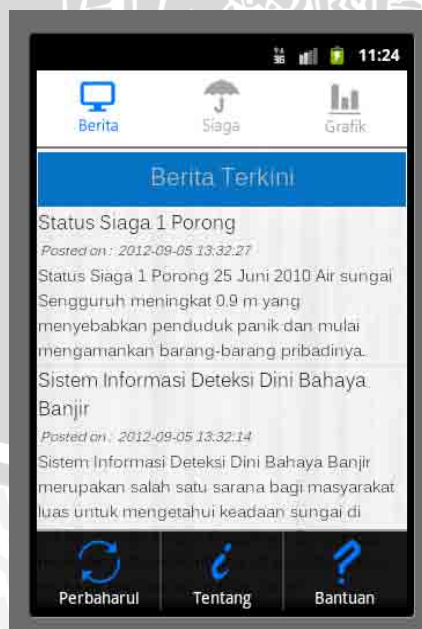 3G 11:24
Berita Siaga Grafik
Berita Terkini
Status Siaga 1 Porong
Posted on : 2012-09-05 13:32:27
Status Siaga 1 Porong 25 Juni 2010 Air sungai
Sengguruh meningkat 0.9 m yang
menyebabkan penduduk panik dan mulai
mengamankan barang-barang pribadinya.
Sistem Informasi Deteksi Dini Bahaya
Banjir
Posted on : 2012-09-05 13:32:14
Sistem Informasi Deteksi Dini Bahaya Banjir
merupakan salah satu sarana bagi masyarakat
luas untuk mengetahui keadaan sungai di
Perbaharui Tentang Bantuan